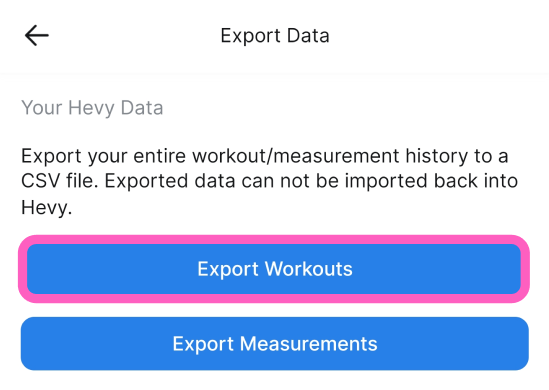 Export Data
Your Hevy Data
Export your entire workout/measurement history to a
CSV file. Exported data can not be imported back into
Hevy.
Export Workouts
Export Measurements